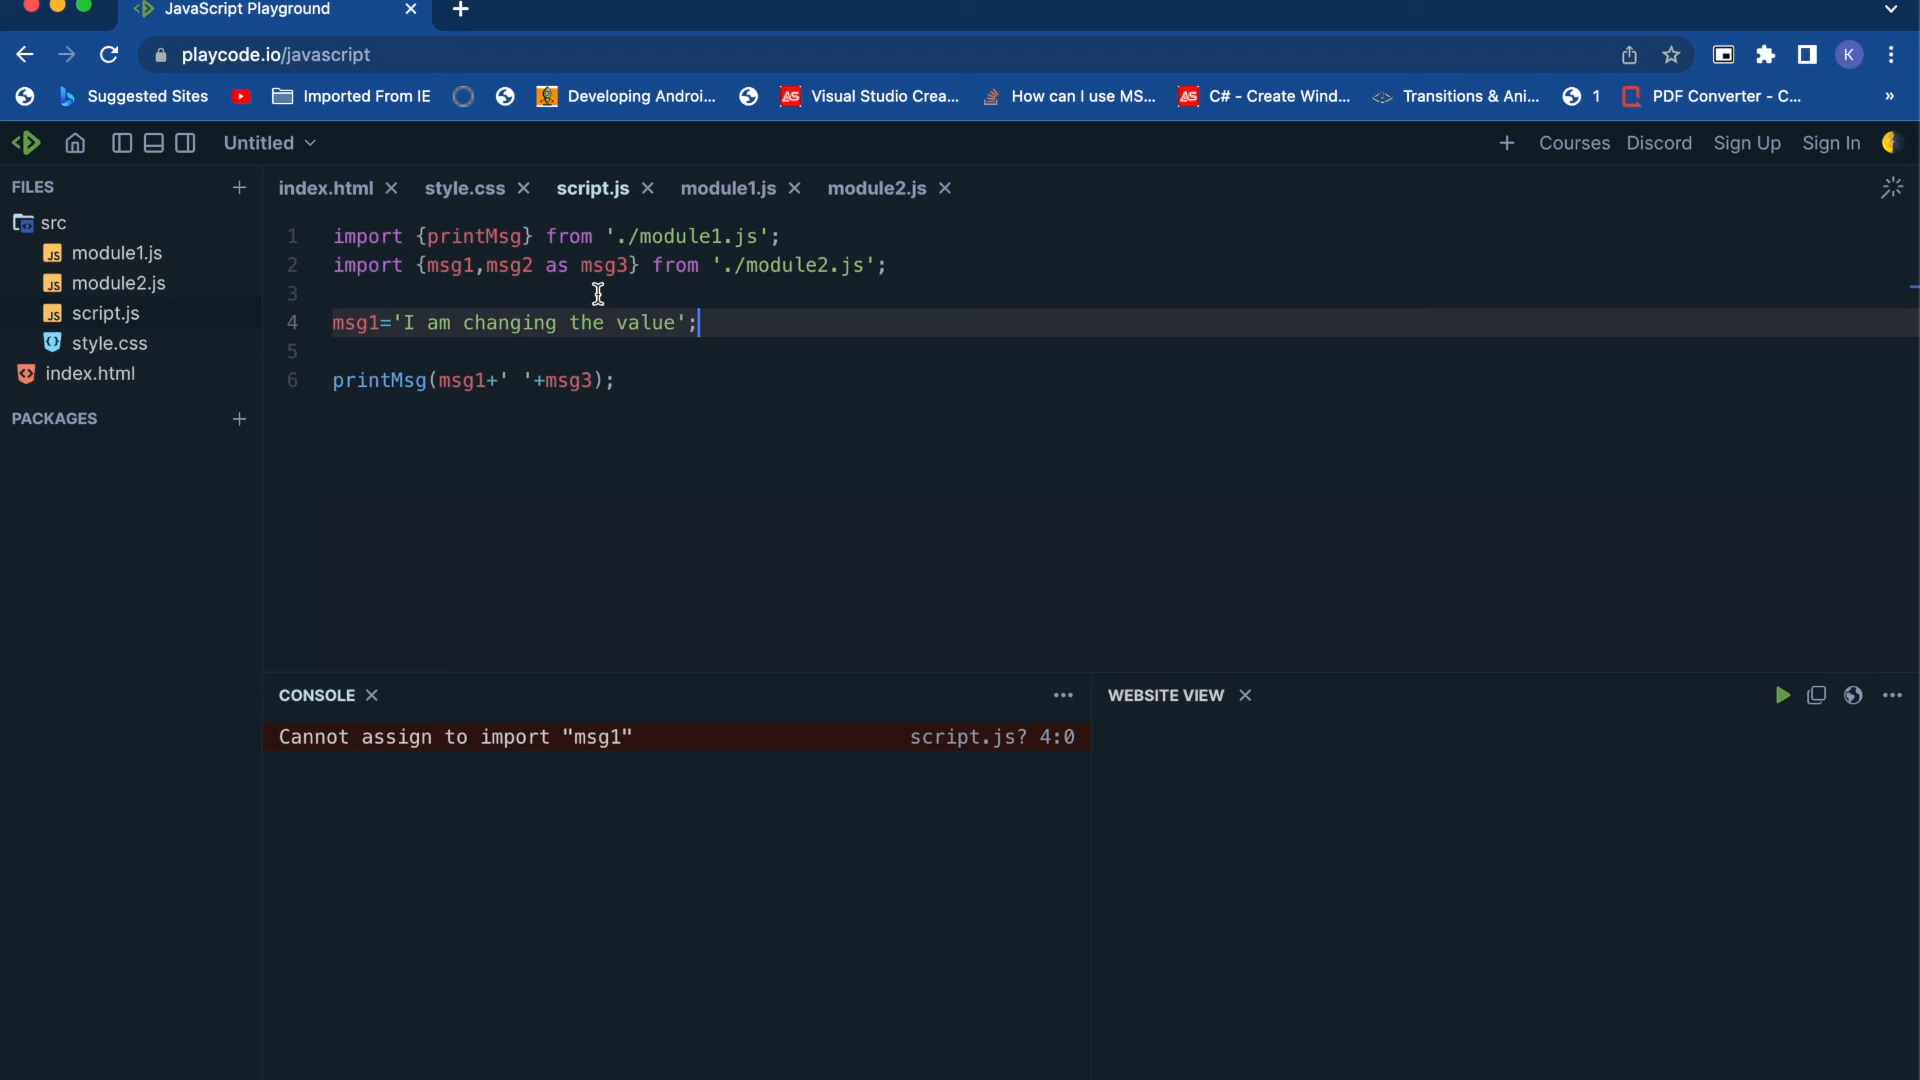 JavaScript Playground
playcode.io/javascript
K
Suggested Sites
Imported From IE
Developing Androi...
AS Visual Studio Crea...
How can I use MS...
AS C# - Create Wind...
Transitions & Ani...
1
PDF Converter - C...
»
Untitled
+ Courses Discord Sign Up Sign In
FILES +
src
JS module1.js
JS module2.js
JS script.js
style.css
index.html
PACKAGES +
index.html
style.css
script.js
module1.js
module2.js
1 import {printMsg} from './module1.js';
2 import {msg1,msg2 as msg3} from './module2.js';
3
4 msg1='I am changing the value';
5
6 printMsg(msg1+' '+msg3);
CONSOLE
Cannot assign to import "msg1" script.js? 4:0
WEBSITE VIEW